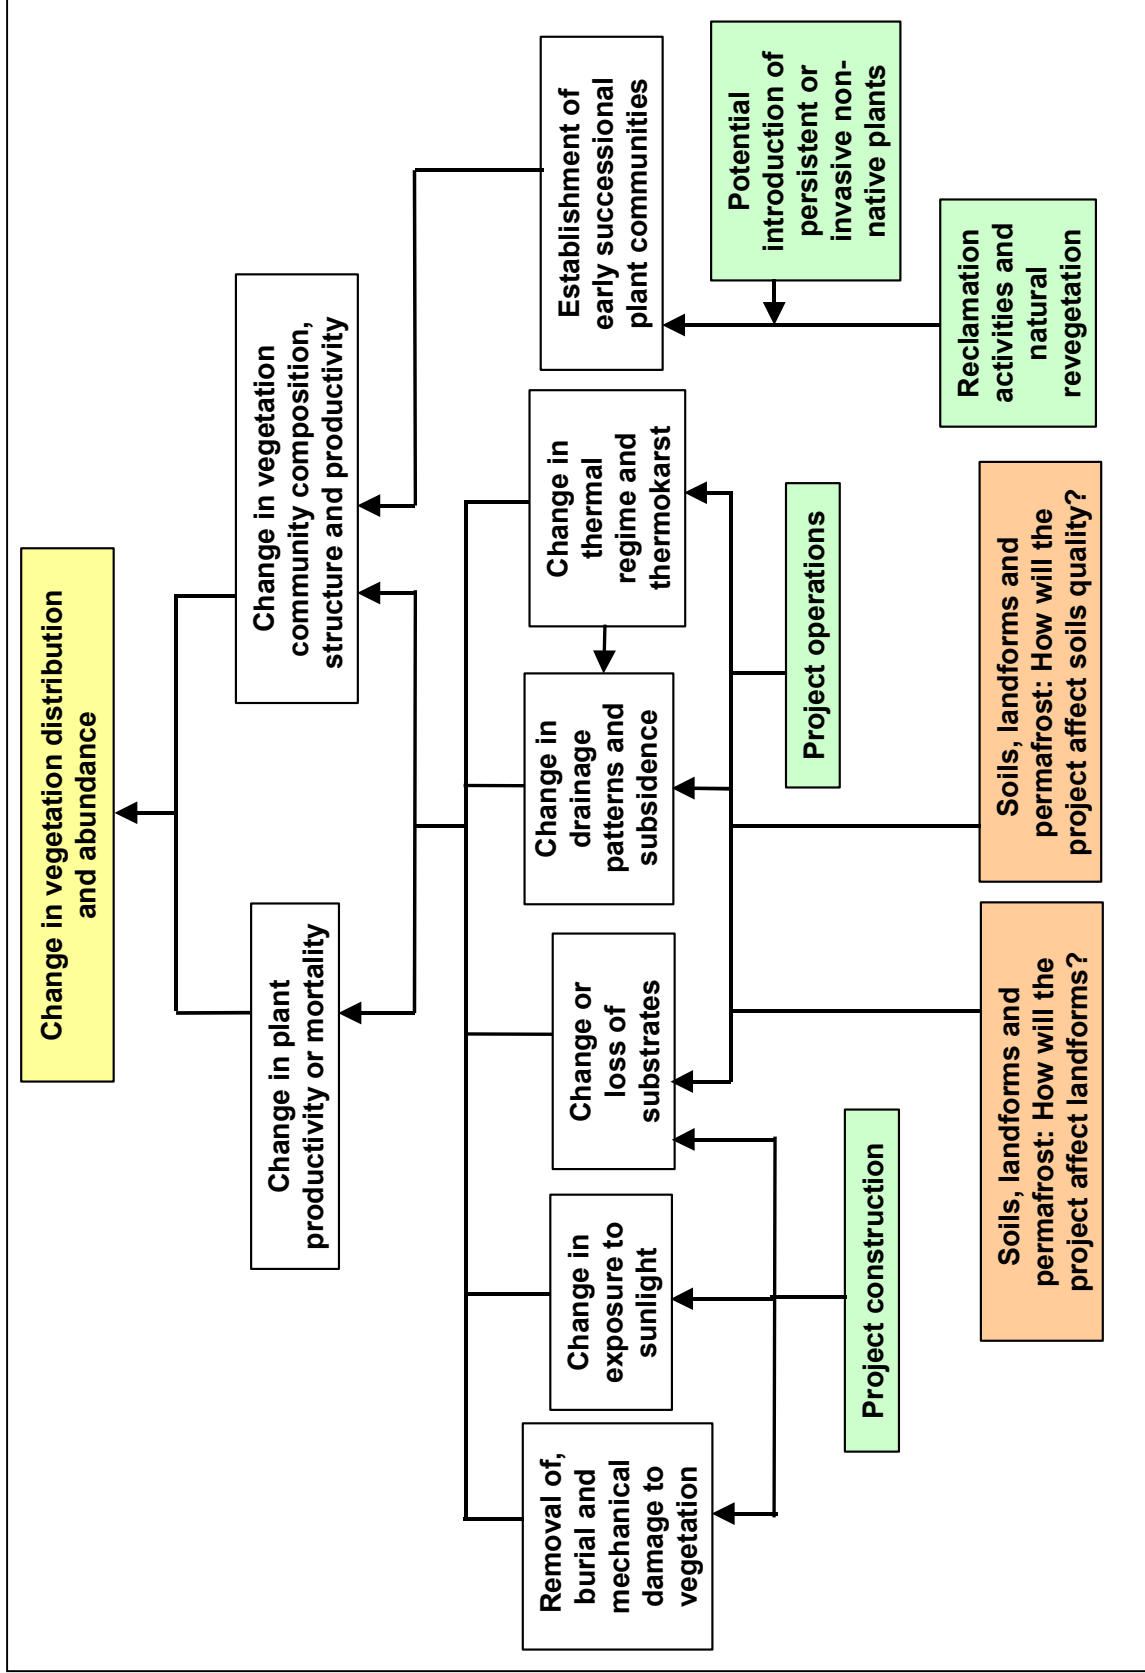 Change in vegetation distribution
and abundance
Change in plant
productivity or mortality
Change in vegetation
community composition,
structure and productivity
Removal of,
burial and
mechanical
damage to
vegetation
Change in
exposure to
sunlight
Change or
loss of
substrates
Change in
drainage
patterns and
subsidence
Change in
thermal
regime and
thermokarst
Establishment of
early successional
plant communities
Potential
introduction of
persistent or
invasive non-
native plants
Project construction
Project operations
Reclamation
activities and
natural
revegetation
Soils, landforms and
permafrost: How will the
project affect landforms?
Soils, landforms and
permafrost: How will the
project affect soils quality?